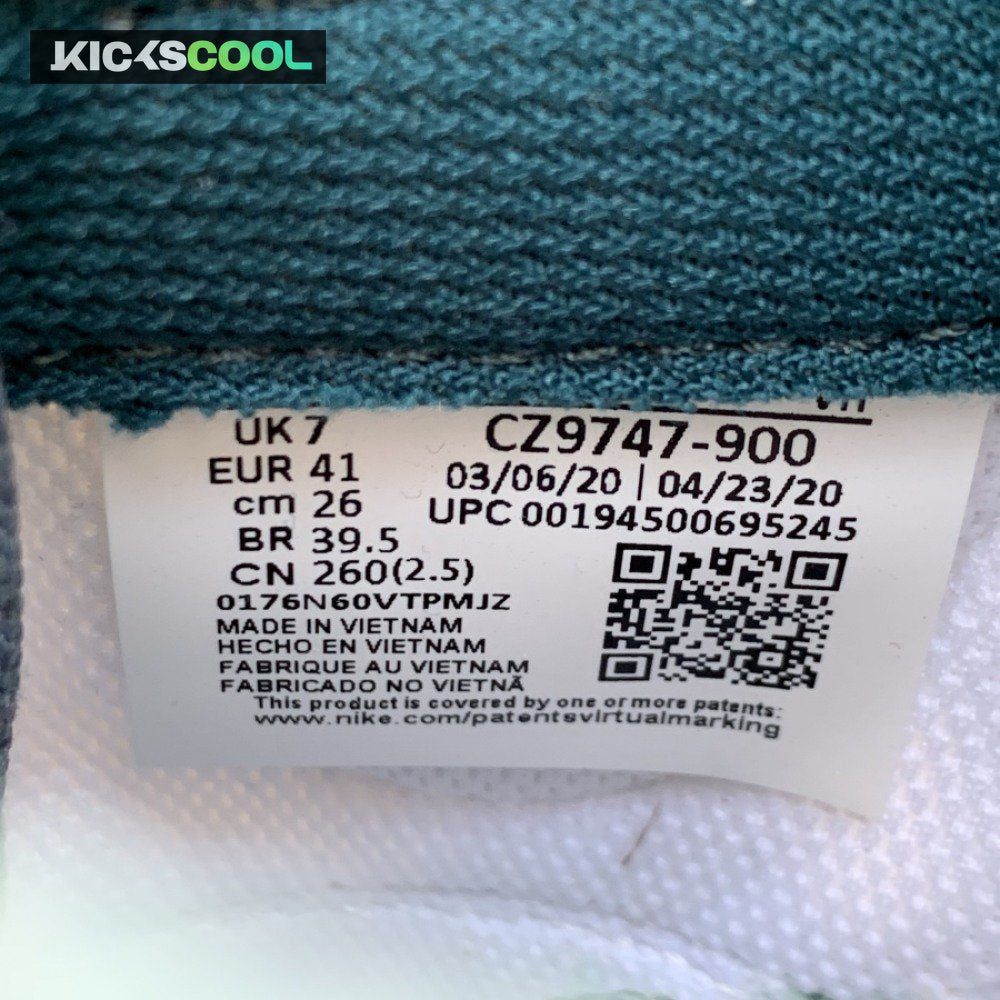 KICKSCOOL
UK 7
EUR 41
cm 26
BR 39.5
CN 260(2.5)
0176N60VTPMJZ
MADE IN VIETNAM
HECHO EN VIETNAM
FABRIQUE AU VIETNAM
FABRICADO NO VIETNÃ
CZ9747-900
03/06/20 | 04/23/20
UPC 00194500695245
This product is covered by one or more patents:
www.nike.com/patentsvirtualmarking